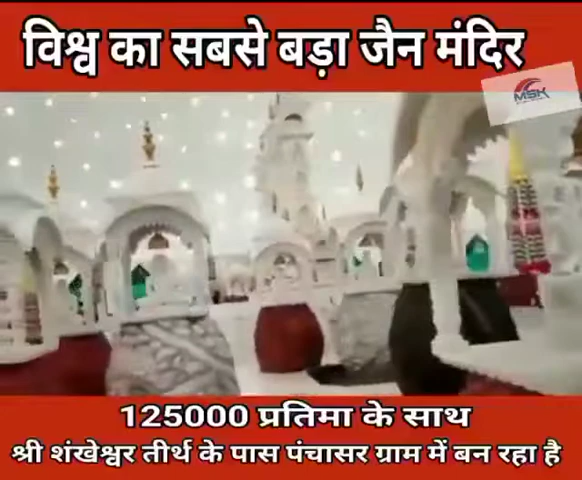 विश्व का सबसे बड़ा जैन मंदिर
MSK
125000 प्रतिमा के साथ
श्री शंखेश्वर तीर्थ के पास पंचासर ग्राम में बन रहा है